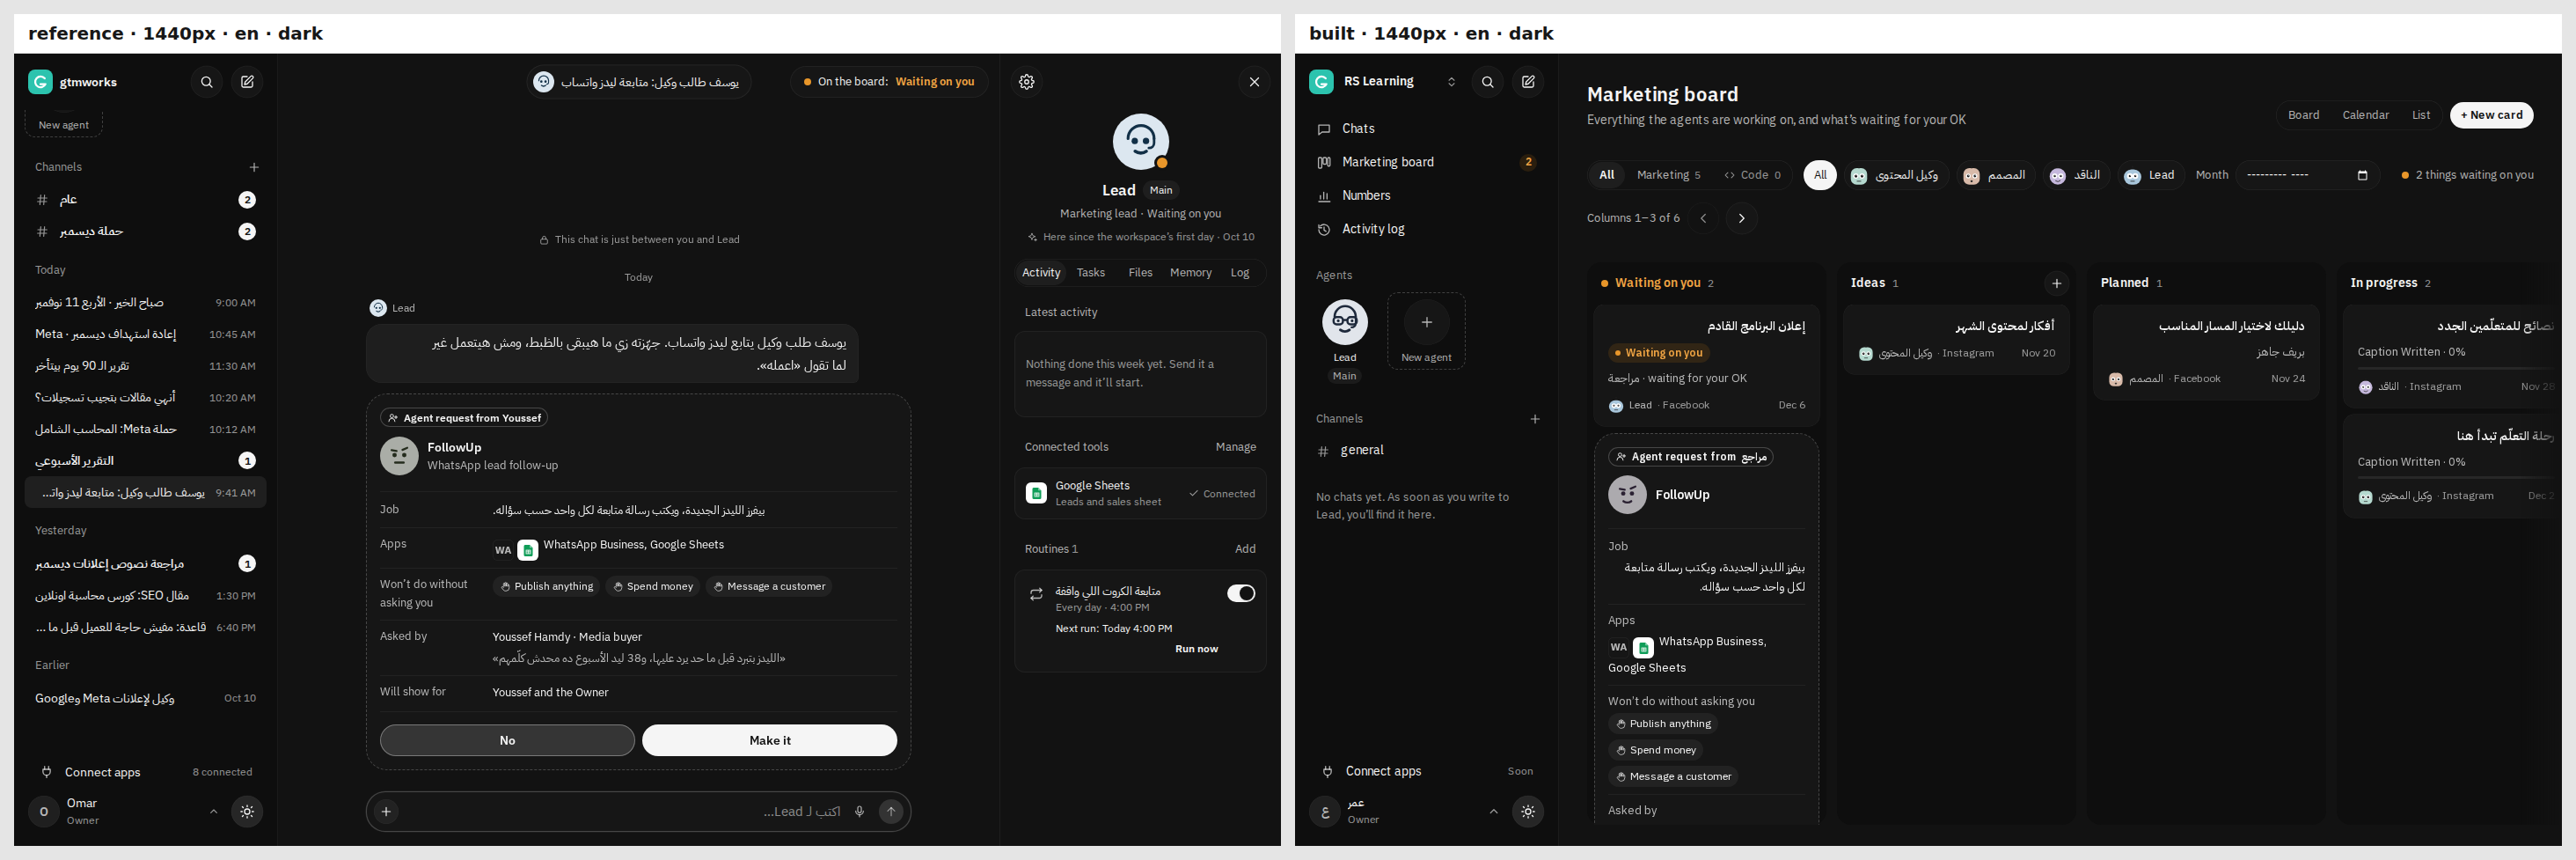 reference · 1440px · en · dark
gtmworks
New agent
Channels
# عام 2
# حملة ديسمبر 2
Today
صباح الخير · الأربع 11 نوفمبر 9:00 AM
إعادة استهداف ديسمبر · Meta 10:45 AM
تقرير الـ 90 يوم بيتأخر 11:30 AM
أنهي مقالات بتجيب تسجيلات؟ 10:20 AM
حملة Meta: المحاسب الشامل 10:12 AM
التقرير الأسبوعي 1
يوسف طالب وكيل: متابعة ليدز واتـ... 9:41 AM
Yesterday
مراجعة نصوص إعلانات ديسمبر 1
مقال SEO: كورس محاسبة اونلاين 1:30 PM
قاعدة: مفيش حاجة للعميل قبل ما ... 6:40 PM
Earlier
وكيل لإعلانات Meta وGoogle Oct 10
Connect apps 8 connected
O Omar
Owner
يوسف طالب وكيل: متابعة ليدز واتساب
On the board: Waiting on you
This chat is just between you and Lead
Today
Lead
يوسف طلب وكيل يتابع ليدز واتساب. جهزته زي ما هيبقى بالظبط، ومش هيتعمل غير
لما تقول «اعمله».
Agent request from Youssef
FollowUp
WhatsApp lead follow-up
Job بيفرز الليدز الجديدة، ويكتب رسالة متابعة لكل واحد حسب سؤاله.
Apps WA WhatsApp Business, Google Sheets
Won't do without asking you Publish anything Spend money Message a customer
Asked by Youssef Hamdy · Media buyer
«الليدز بتبرد قبل ما حد يرد عليها، و38 ليد الأسبوع ده محدش كلّمهم»
Will show for Youssef and the Owner
No Make it
اكتب لـ Lead...
Lead Main
Marketing lead · Waiting on you
Here since the workspace's first day · Oct 10
Activity Tasks Files Memory Log
Latest activity
Nothing done this week yet. Send it a
message and it'll start.
Connected tools Manage
Google Sheets
Leads and sales sheet Connected
Routines 1 Add
متابعة الكروت اللي واقفة
Every day · 4:00 PM
Next run: Today 4:00 PM
Run now
built · 1440px · en · dark
RS Learning
Chats
Marketing board 2
Numbers
Activity log
Agents
Lead
Main
New agent
Channels
# general
No chats yet. As soon as you write to
Lead, you'll find it here.
Connect apps Soon
ع عمر
Owner
Marketing board
Everything the agents are working on, and what's waiting for your OK
Board Calendar List + New card
All Marketing 5 Code 0 All وكيل المحتوى المصمم الناقد Lead Month --------- ---- 2 things waiting on you
Columns 1–3 of 6
Waiting on you 2
إعلان البرنامج القادم
Waiting on you
مراجعة · waiting for your OK
Lead · Facebook Dec 6
Agent request from مراجع
FollowUp
Job
بيفرز الليدز الجديدة، ويكتب رسالة متابعة
لكل واحد حسب سؤاله.
Apps
WA WhatsApp Business,
Google Sheets
Won't do without asking you
Publish anything
Spend money
Message a customer
Asked by
Ideas 1
أفكار لمحتوى الشهر
وكيل المحتوى · Instagram Nov 20
Planned 1
دليلك لاختيار المسار المناسب
بريف جاهز
المصمم · Facebook Nov 24
In progress 2
نصائح للمتعلّمين الجدد
Caption Written · 0%
الناقد · Instagram Nov 28
رحلة التعلّم تبدأ هنا
Caption Written · 0%
وكيل المحتوى · Instagram Dec 2